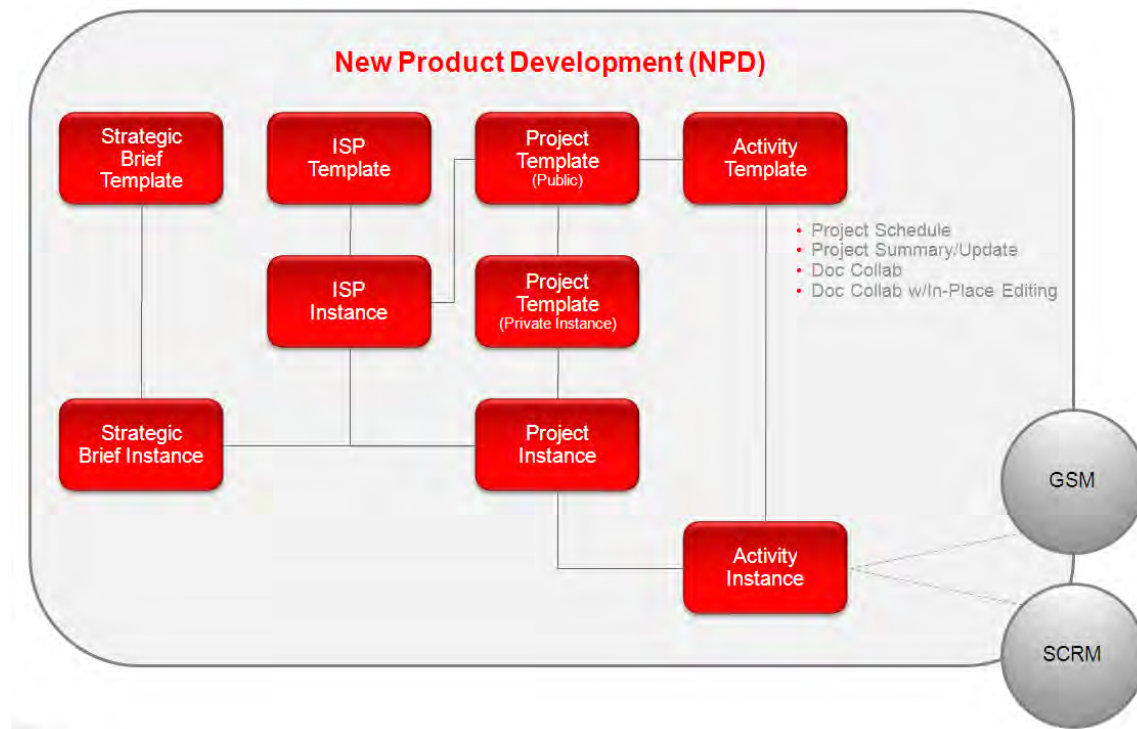 New Product Development (NPD)
Strategic
Brief
Template
ISP
Template
Project
Template
(Public)
Activity
Template
• Project Schedule
• Project Summary/Update
• Doc Collab
• Doc Collab w/In-Place Editing
ISP
Instance
Project
Template
(Private Instance)
Strategic
Brief Instance
Project
Instance
GSM
Activity
Instance
SCRM